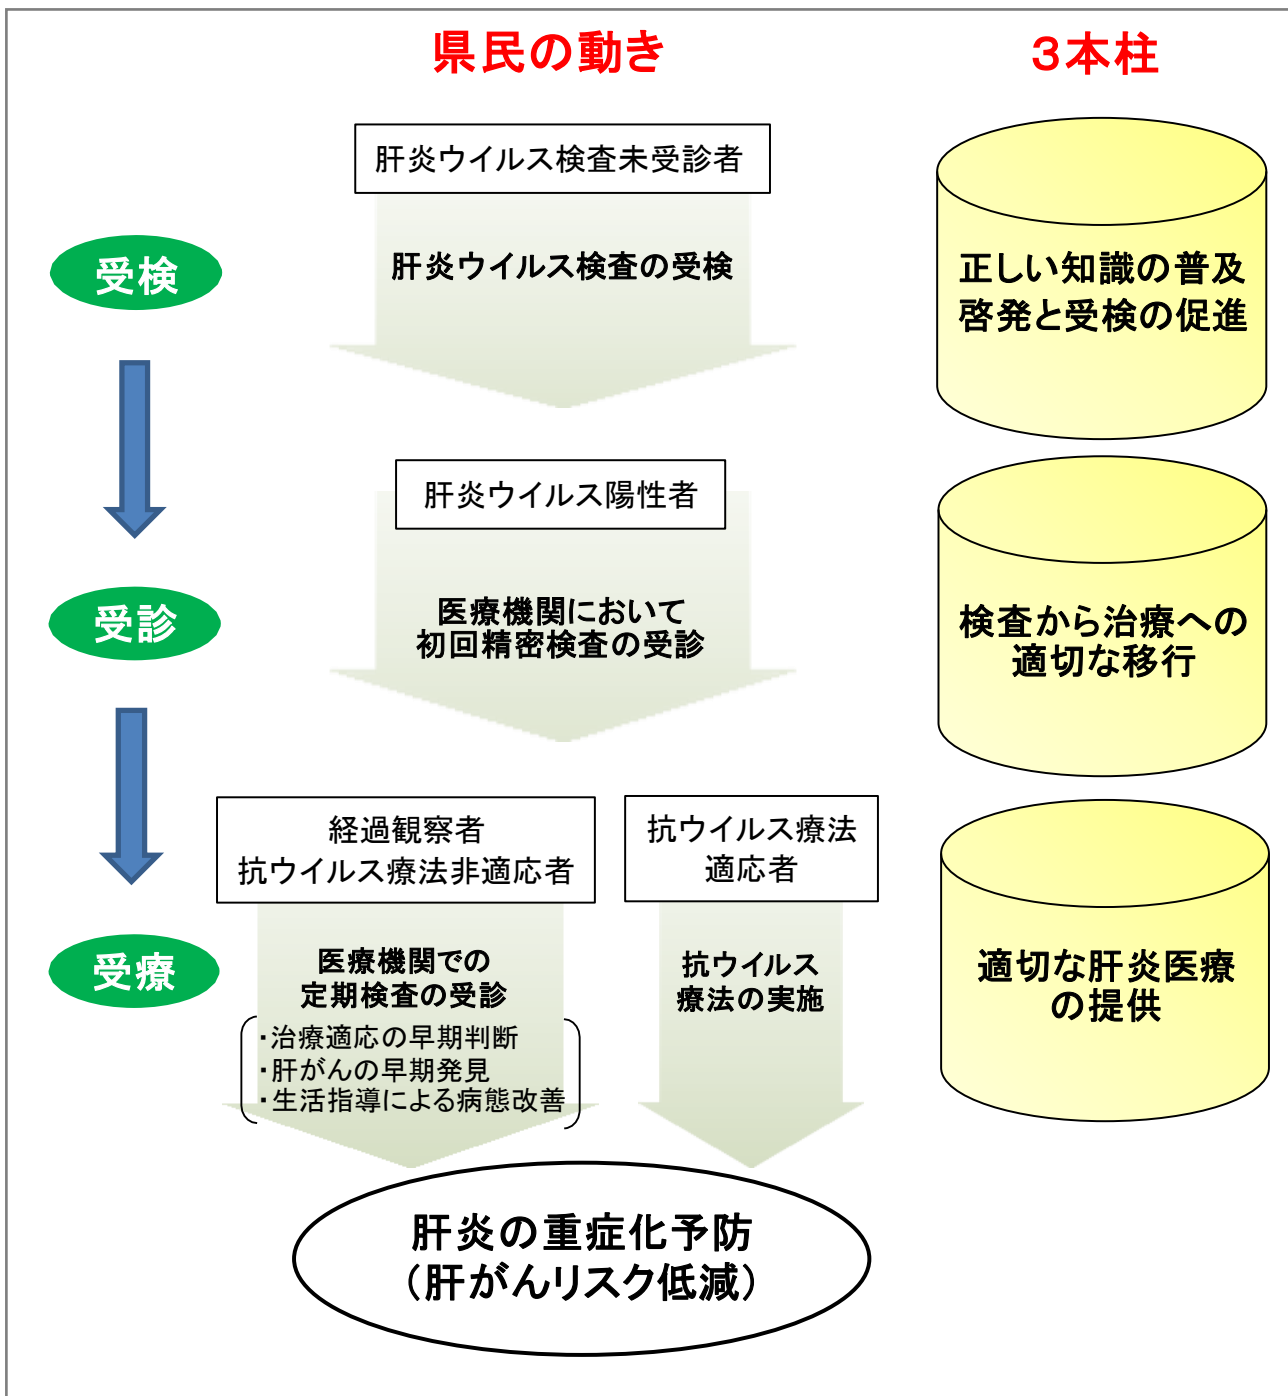 県民の動き
３本柱
肝炎ウイルス検査未受診者
受検
肝炎ウイルス検査の受検
正しい知識の普及
啓発と受検の促進
肝炎ウイルス陽性者
受診
医療機関において
初回精密検査の受診
検査から治療への
適切な移行
経過観察者
抗ウイルス療法非適応者
抗ウイルス療法
適応者
受療
医療機関での
定期検査の受診
・治療適応の早期判断
・肝がんの早期発見
・生活指導による病態改善
抗ウイルス
療法の実施
適切な肝炎医療
の提供
肝炎の重症化予防
（肝がんリスク低減）